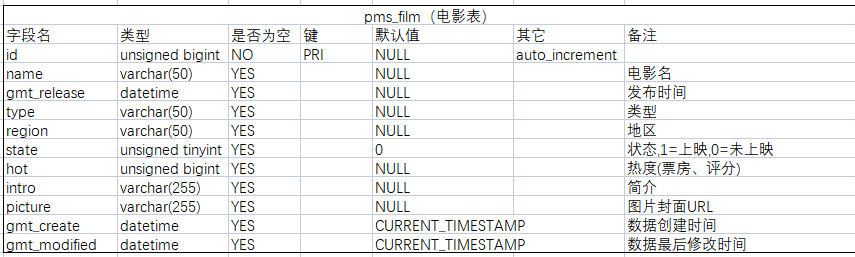 pms_film（电影表）
字段名 类型 是否为空 键 默认值 其它 备注
id unsigned bigint NO PRI NULL auto_increment
name varchar(50) YES NULL 电影名
gmt_release datetime YES NULL 发布时间
type varchar(50) YES NULL 类型
region varchar(50) YES NULL 地区
state unsigned tinyint YES 0 状态,1=上映,0=未上映
hot unsigned bigint YES NULL 热度(票房、评分)
intro varchar(255) YES NULL 简介
picture varchar(255) YES NULL 图片封面URL
gmt_create datetime YES CURRENT_TIMESTAMP 数据创建时间
gmt_modified datetime YES CURRENT_TIMESTAMP 数据最后修改时间